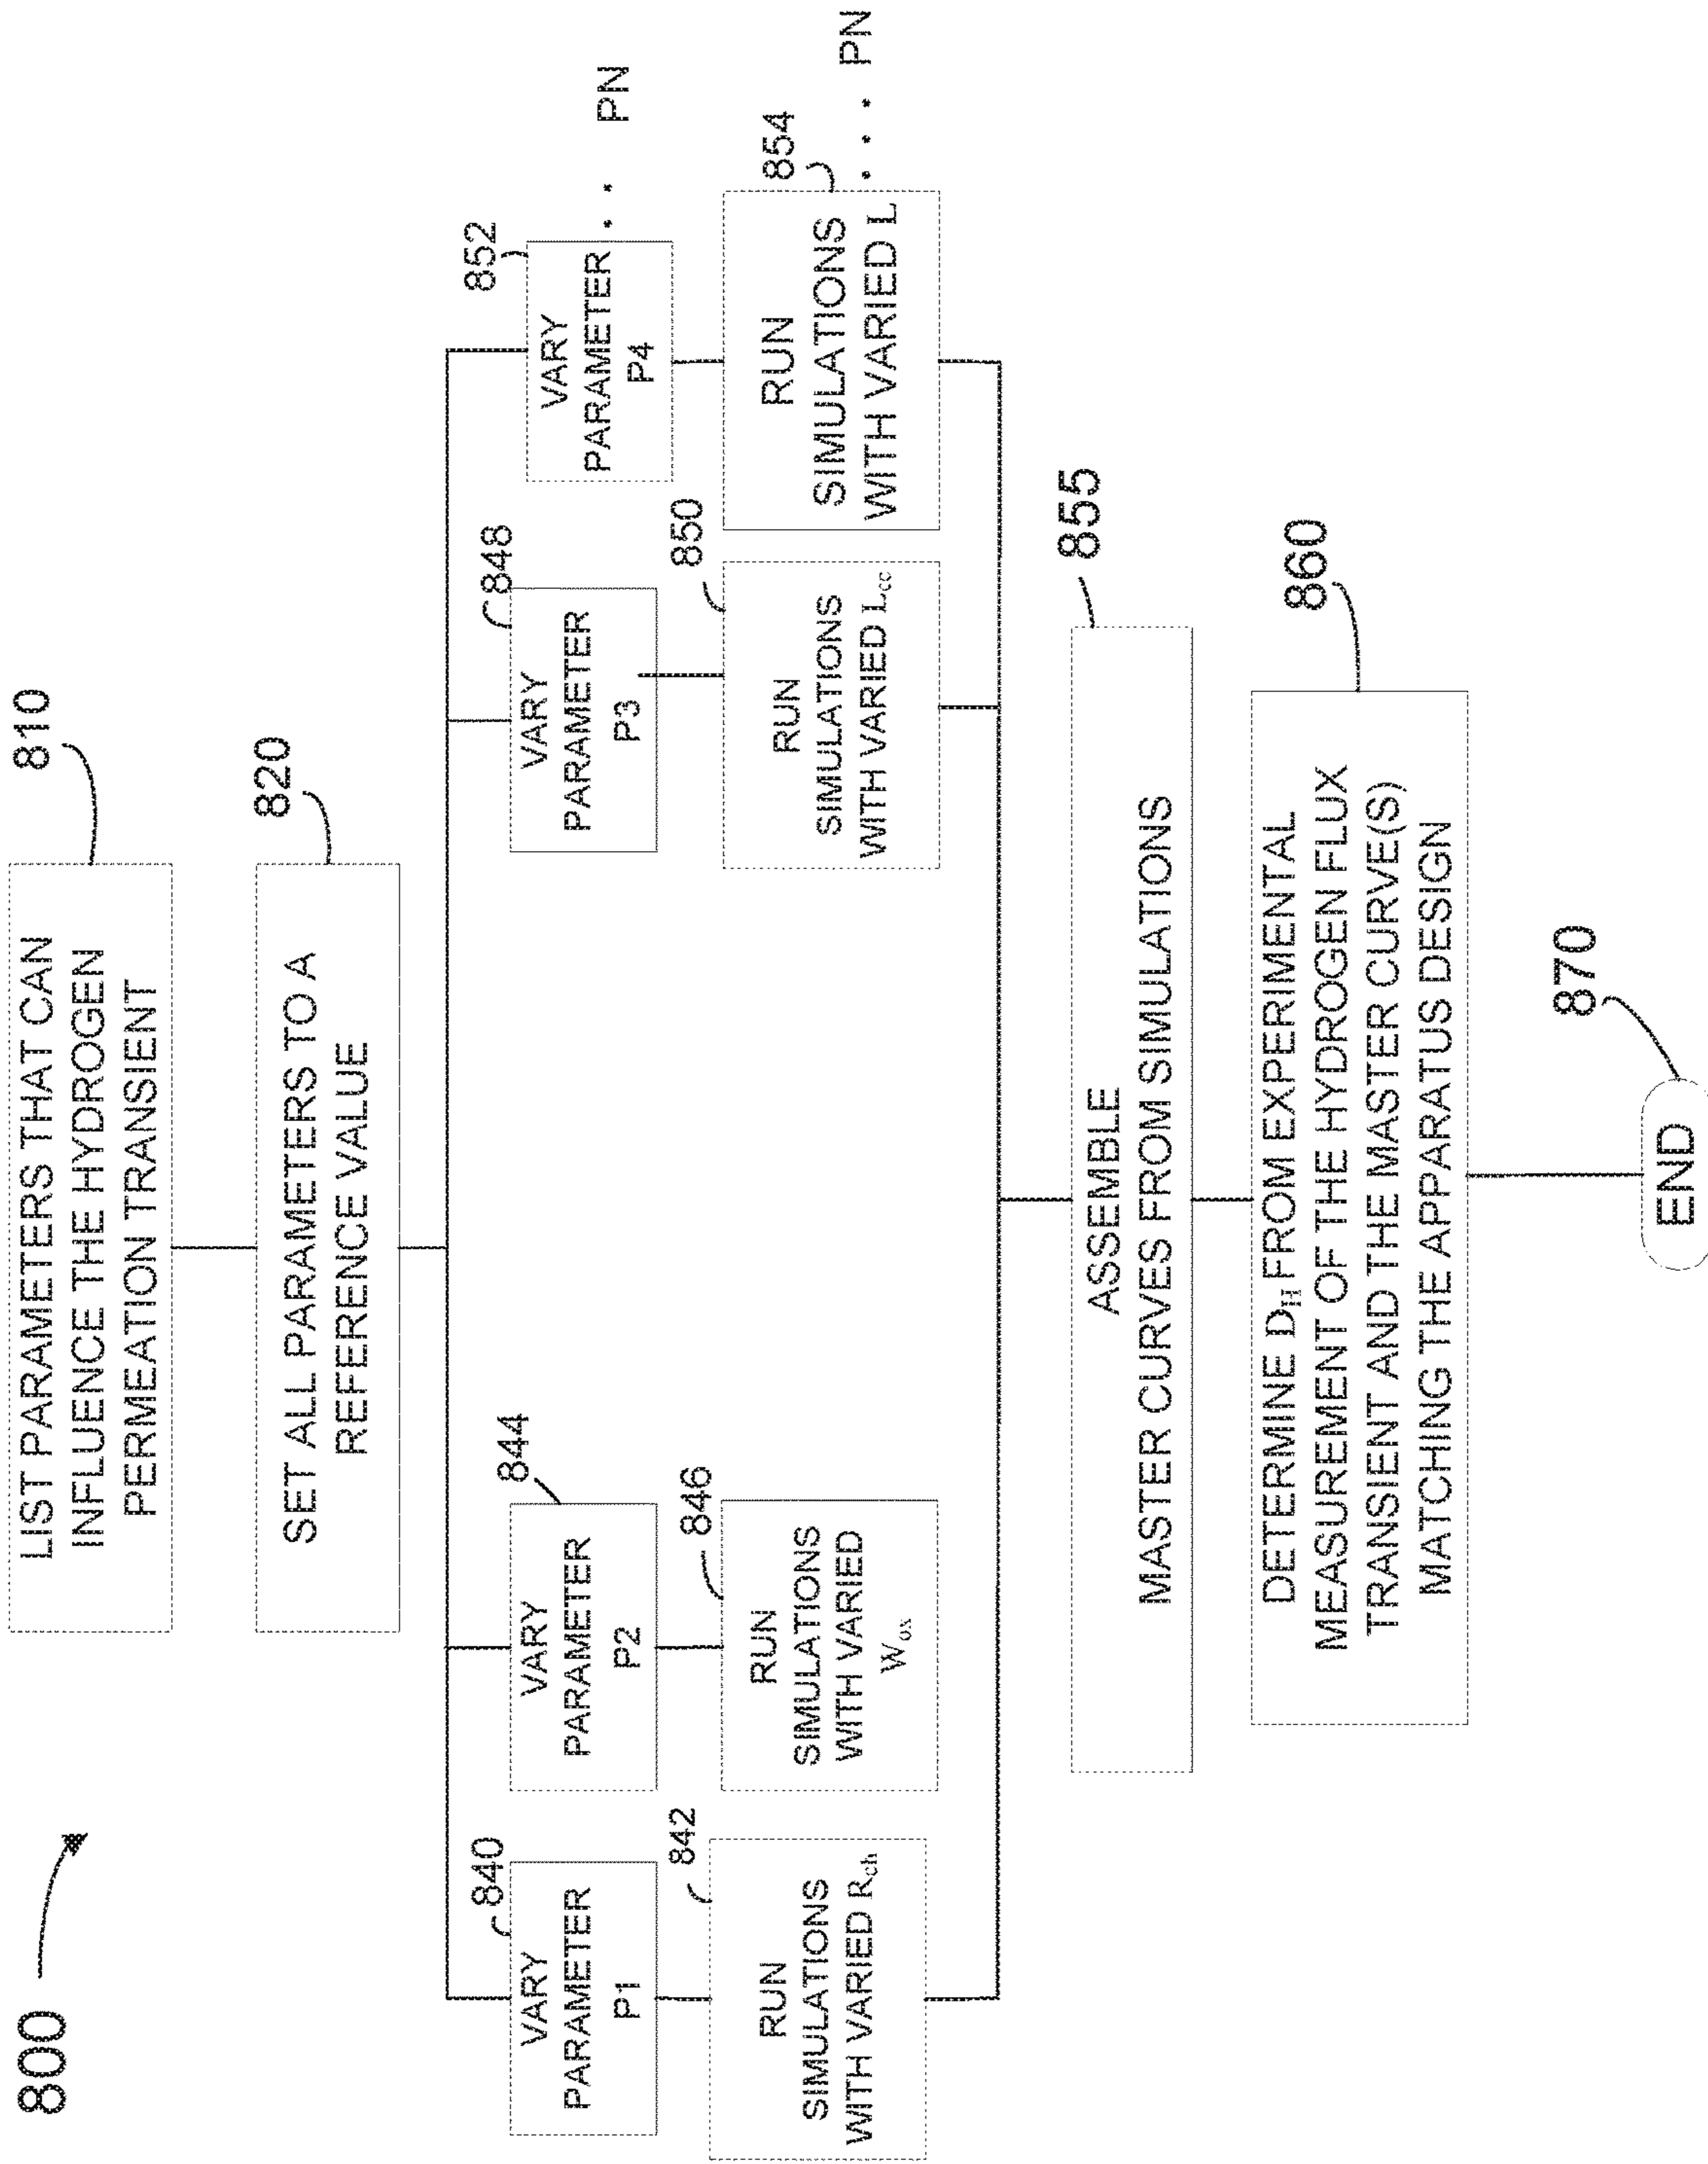 800
810
LIST PARAMETERS THAT CAN
INFLUENCE THE HYDROGEN
PERMEATION TRANSIENT
820
SET ALL PARAMETERS TO A
REFERENCE VALUE
840
VARY
PARAMETER
P1
844
VARY
PARAMETER
P2
848
VARY
PARAMETER
P3
852
VARY
PARAMETER
P4
. . PN
842
RUN
SIMULATIONS
WITH VARIED R_ch
846
RUN
SIMULATIONS
WITH VARIED
W_ox
850
RUN
SIMULATIONS
WITH VARIED L_cc
854
RUN
SIMULATIONS
WITH VARIED L
. . . PN
855
ASSEMBLE
MASTER CURVES FROM SIMULATIONS
860
DETERMINE D_H FROM EXPERIMENTAL
MEASUREMENT OF THE HYDROGEN FLUX
TRANSIENT AND THE MASTER CURVE(S)
MATCHING THE APPARATUS DESIGN
870
END